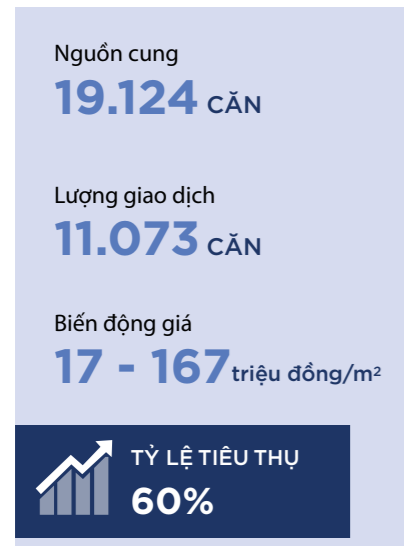 Nguồn cung
19.124 CĂN
Lượng giao dịch
11.073 CĂN
Biến động giá
17 - 167 triệu đồng/m²
TỶ LỆ TIÊU THỤ
60%